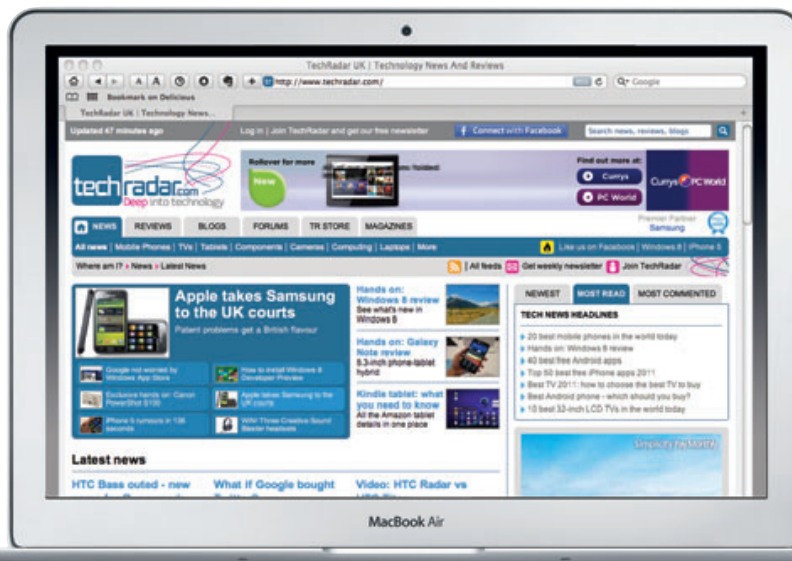 TechRadar UK | Technology News And Reviews
A A + http://www.techradar.com/ C Q Google
Bookmark on Delicious
TechRadar UK | Technology News...
Updated 47 minutes ago Log in | Join TechRadar and get our free newsletter f Connect with Facebook Search news, reviews, blogs
techradar.com
Deep into technology
Rollover for more
New
Find out more at:
Currys
PC World
Currys PC World
NEWS REVIEWS BLOGS FORUMS TR STORE MAGAZINES
Premier Partner
Samsung
All news | Mobile Phones | TVs | Tablets | Components | Cameras | Computing | Laptops | More Like us on Facebook | Windows 8 | iPhone 5
Where am I? > News > Latest News | All feeds Get weekly newsletter Join TechRadar
Apple takes Samsung
to the UK courts
Patent problems get a British flavour
Google not worried by
Windows App Store
How to install Windows 8
Developer Preview
Exclusive hands on: Canon
PowerShot S100
Apple takes Samsung to the
UK courts
iPhone 5 rumours in 136
seconds
WIN! Three Creative Sound
Blaster headsets
Hands on:
Windows 8 review
See what's new in
Windows 8
Hands on: Galaxy
Note review
5.3-inch phone-tablet
hybrid
Kindle tablet: what
you need to know
All the Amazon tablet
details in one place
NEWEST MOST READ MOST COMMENTED
TECH NEWS HEADLINES
20 best mobile phones in the world today
Hands on: Windows 8 review
40 best free Android apps
Top 50 best free iPhone apps 2011
Best TV 2011: how to choose the best TV to buy
Best Android phone - which should you buy?
10 best 32-inch LCD TVs in the world today
Latest news
HTC Bass outed - new
What if Google bought
Video: HTC Radar vs
MacBook Air